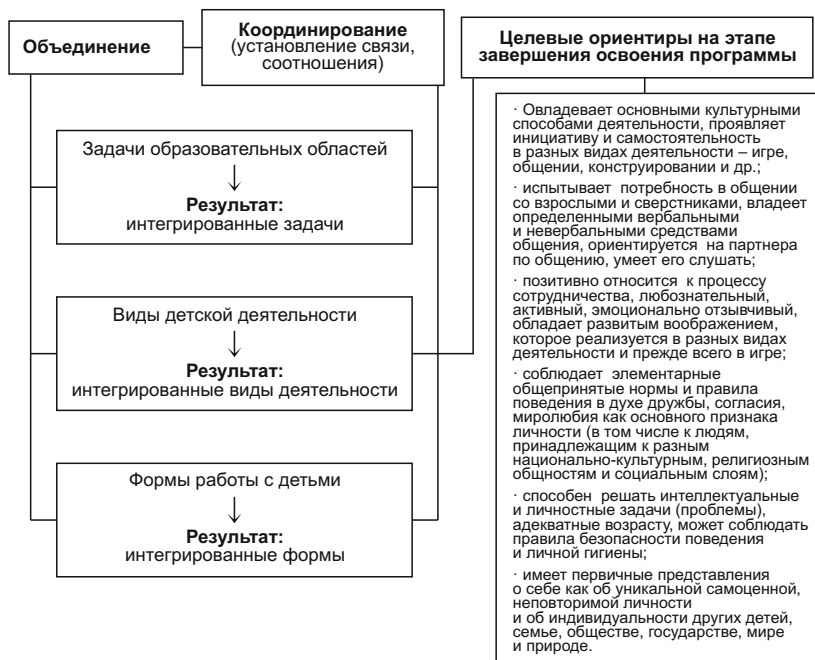 Объединение
Координирование
(установление связи,
соотношения)
Целевые ориентиры на этапе
завершения освоения программы
Задачи образовательных областей
Результат:
интегрированные задачи
Виды детской деятельности
Результат:
интегрированные виды деятельности
Формы работы с детьми
Результат:
интегрированные формы
· Овладевает основными культурными
способами деятельности, проявляет
инициативу и самостоятельность
в разных видах деятельности – игре,
общении, конструировании и др.;
· испытывает потребность в общении
со взрослыми и сверстниками, владеет
определенными вербальными
и невербальными средствами
общения, ориентируется на партнера
по общению, умеет его слушать;
· позитивно относится к процессу
сотрудничества, любознательный,
активный, эмоционально отзывчивый,
обладает развитым воображением,
которое реализуется в разных видах
деятельности и прежде всего в игре;
· соблюдает элементарные
общепринятые нормы и правила
поведения в духе дружбы, согласия,
миролюбия как основного признака
личности (в том числе к людям,
принадлежащим к разным
национально-культурным, религиозным
общностям и социальным слоям);
· способен решать интеллектуальные
и личностные задачи (проблемы),
адекватные возрасту, может соблюдать
правила безопасности поведения
и личной гигиены;
· имеет первичные представления
о себе как об уникальной самоценной,
неповторимой личности
и об индивидуальности других детей,
семье, обществе, государстве, мире
и природе.